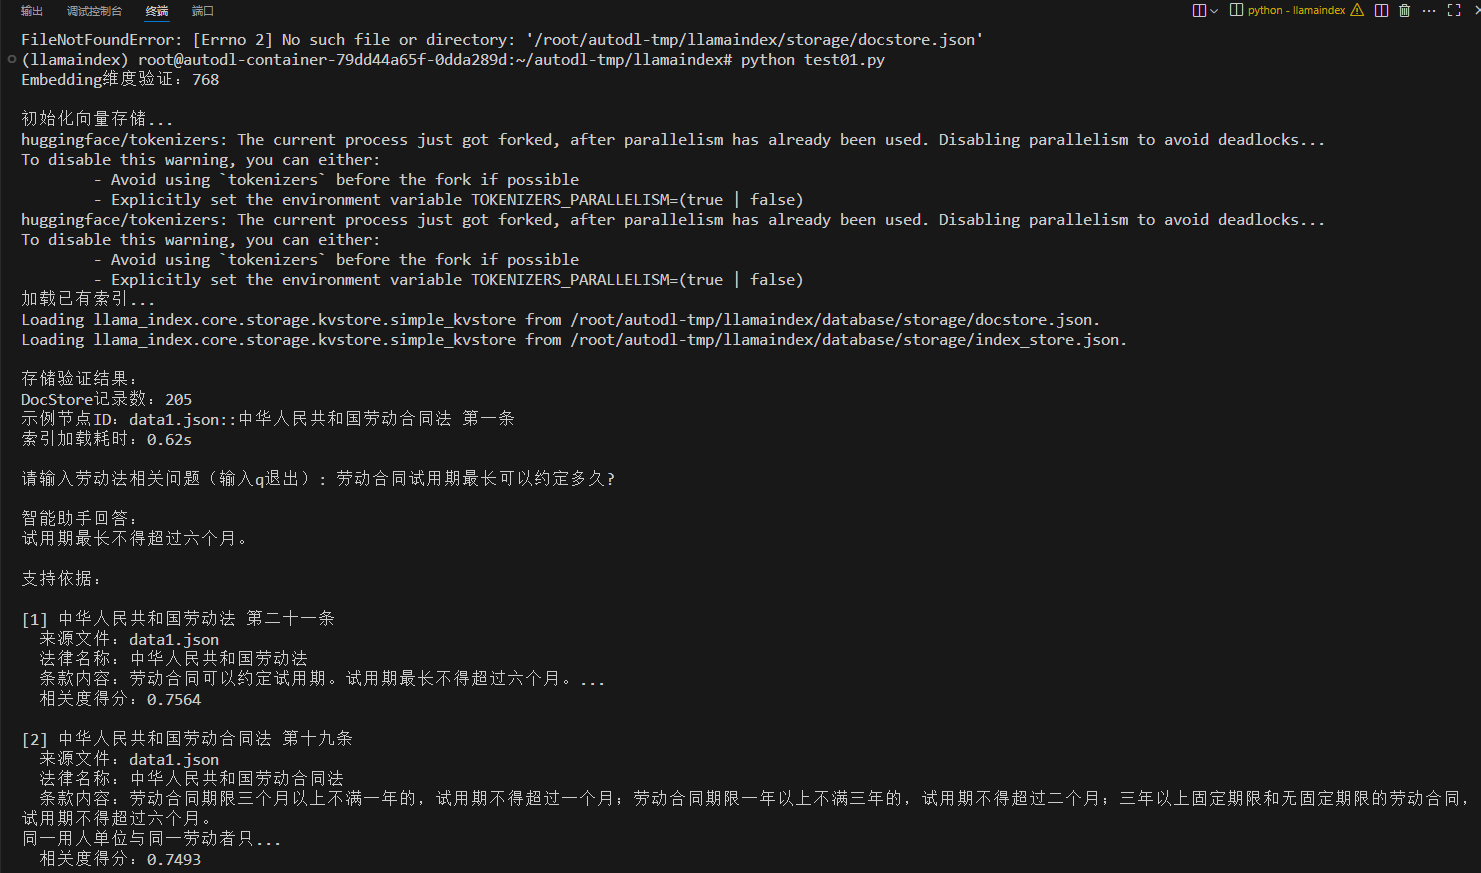 输出 调试控制台 终端 端口 python - llamaindex
FileNotFoundError: [Errno 2] No such file or directory: '/root/autodl-tmp/llamaindex/storage/docstore.json'
(llamaindex) root@autodl-container-79dd44a65f-0dda289d:~/autodl-tmp/llamaindex# python test01.py
Embedding维度验证：768
初始化向量存储...
huggingface/tokenizers: The current process just got forked, after parallelism has already been used. Disabling parallelism to avoid deadlocks...
To disable this warning, you can either:
- Avoid using `tokenizers` before the fork if possible
- Explicitly set the environment variable TOKENIZERS_PARALLELISM=(true | false)
huggingface/tokenizers: The current process just got forked, after parallelism has already been used. Disabling parallelism to avoid deadlocks...
To disable this warning, you can either:
- Avoid using `tokenizers` before the fork if possible
- Explicitly set the environment variable TOKENIZERS_PARALLELISM=(true | false)
加载已有索引...
Loading llama_index.core.storage.kvstore.simple_kvstore from /root/autodl-tmp/llamaindex/database/storage/docstore.json.
Loading llama_index.core.storage.kvstore.simple_kvstore from /root/autodl-tmp/llamaindex/database/storage/index_store.json.
存储验证结果：
DocStore记录数：205
示例节点ID：data1.json::中华人民共和国劳动合同法 第一条
索引加载耗时：0.62s
请输入劳动法相关问题（输入q退出）: 劳动合同试用期最长可以约定多久?
智能助手回答：
试用期最长不得超过六个月。
支持依据：
[1] 中华人民共和国劳动法 第二十一条
来源文件：data1.json
法律名称：中华人民共和国劳动法
条款内容：劳动合同可以约定试用期。试用期最长不得超过六个月。...
相关度得分：0.7564
[2] 中华人民共和国劳动合同法 第十九条
来源文件：data1.json
法律名称：中华人民共和国劳动合同法
条款内容：劳动合同期限三个月以上不满一年的，试用期不得超过一个月；劳动合同期限一年以上不满三年的，试用期不得超过二个月；三年以上固定期限和无固定期限的劳动合同，
试用期不得超过六个月。
同一用人单位与同一劳动者只...
相关度得分：0.7493